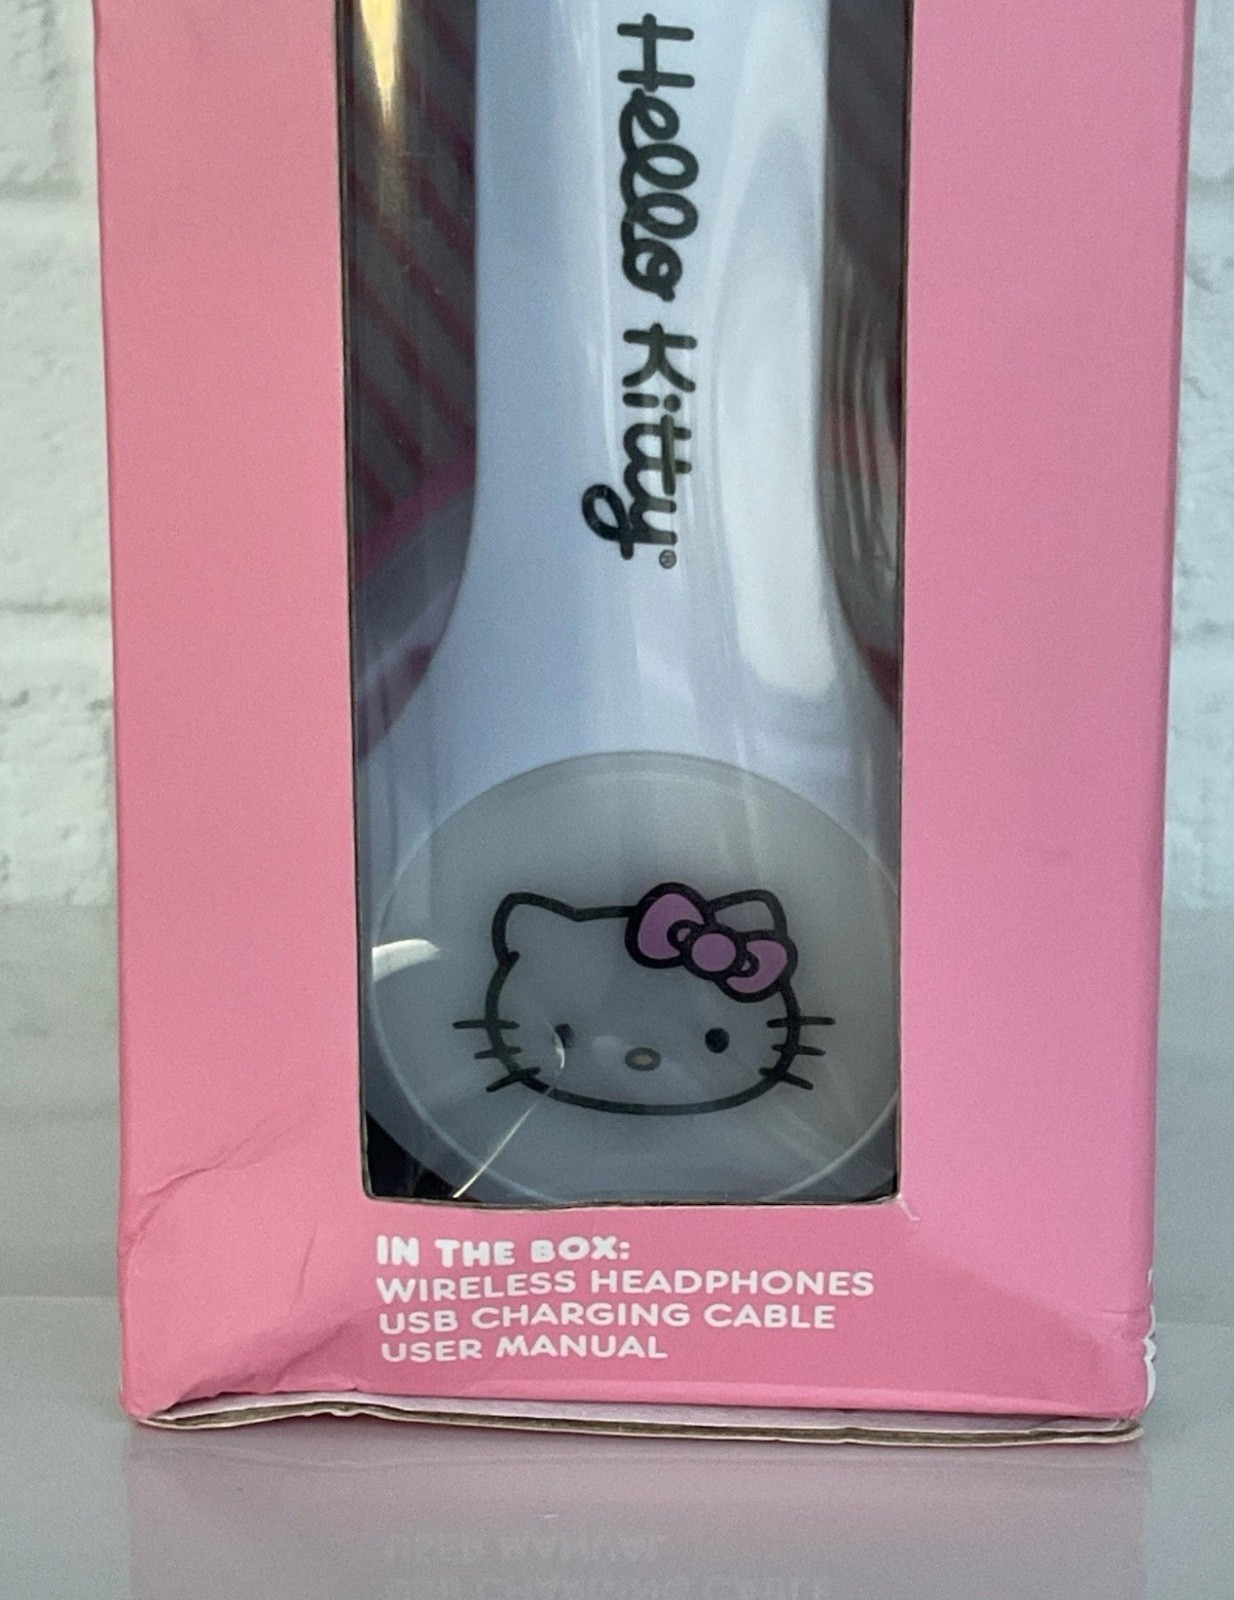 Hello Kitty®
IN THE BOX:
WIRELESS HEADPHONES
USB CHARGING CABLE
USER MANUAL